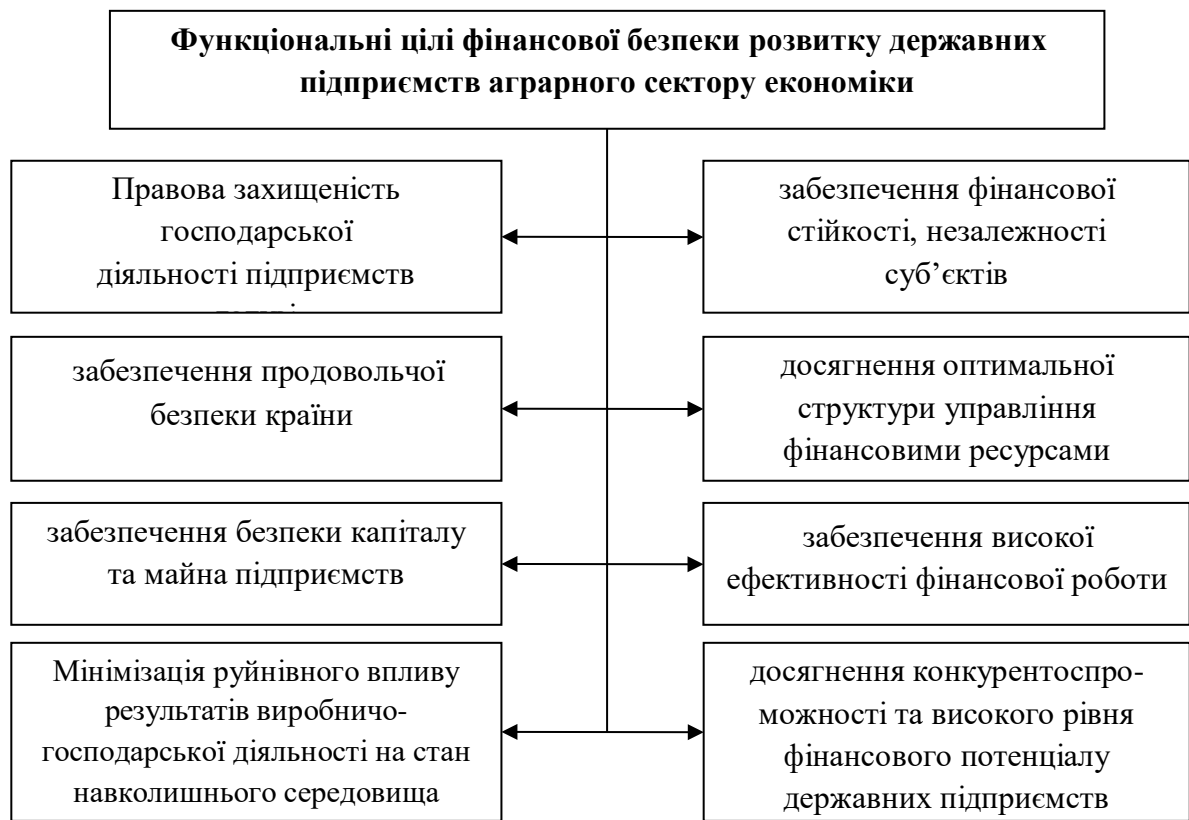 Функціональні цілі фінансової безпеки розвитку державних
підприємств аграрного сектору економіки
Правова захищеність
господарської
діяльності підприємств
забезпечення фінансової
стійкості, незалежності
суб’єктів
забезпечення продовольчої
безпеки країни
досягнення оптимальної
структури управління
фінансовими ресурсами
забезпечення безпеки капіталу
та майна підприємств
забезпечення високої
ефективності фінансової роботи
Мінімізація руйнівного впливу
результатів виробничо-
господарської діяльності на стан
навколишнього середовища
досягнення конкурентоспро-
можності та високого рівня
фінансового потенціалу
державних підприємств